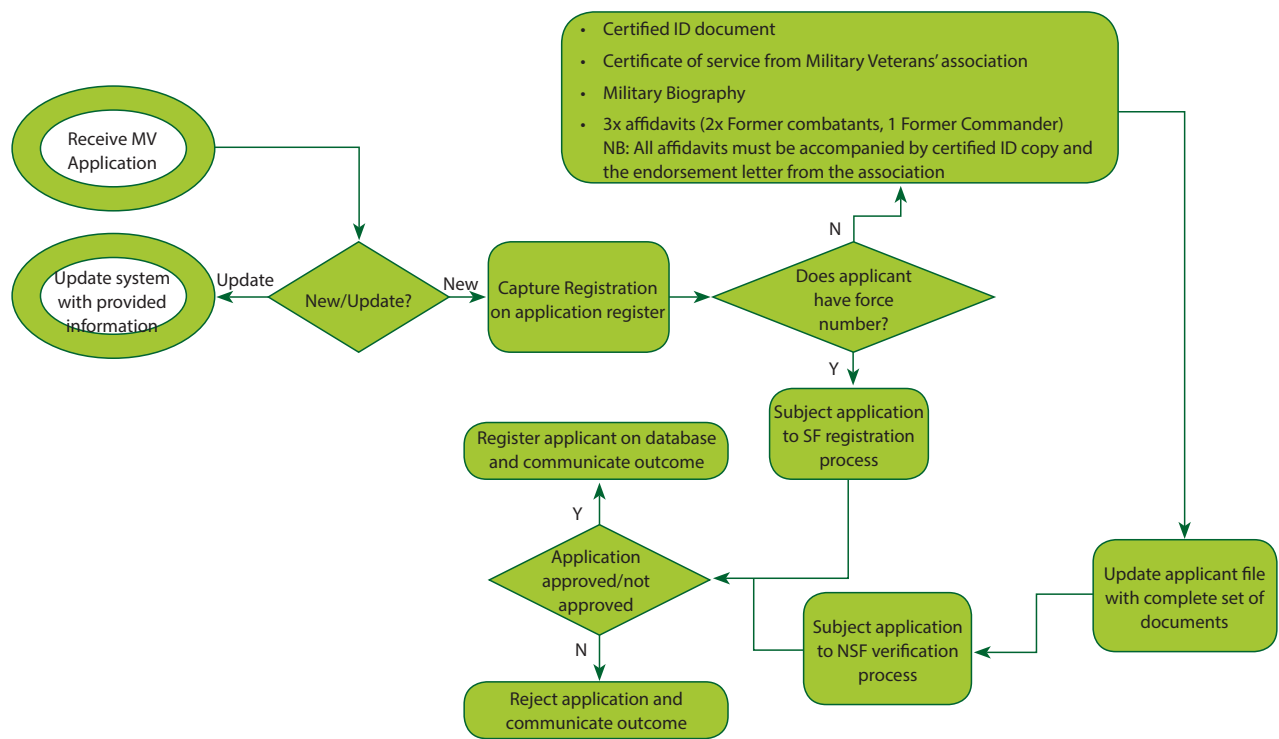 • Certified ID document
• Certificate of service from Military Veterans’ association
• Military Biography
• 3x affidavits (2x Former combatants, 1 Former Commander)
NB: All affidavits must be accompanied by certified ID copy and
the endorsement letter from the association
Receive MV
Application
Update system
with provided
information
Update
New/Update?
New
Capture Registration
on application register
N
Does applicant
have force
number?
Y
Subject application
to SF registration
process
Register applicant on database
and communicate outcome
Y
Application
approved/not
approved
N
Reject application and
communicate outcome
Subject application
to NSF verification
process
Update applicant file
with complete set of
documents